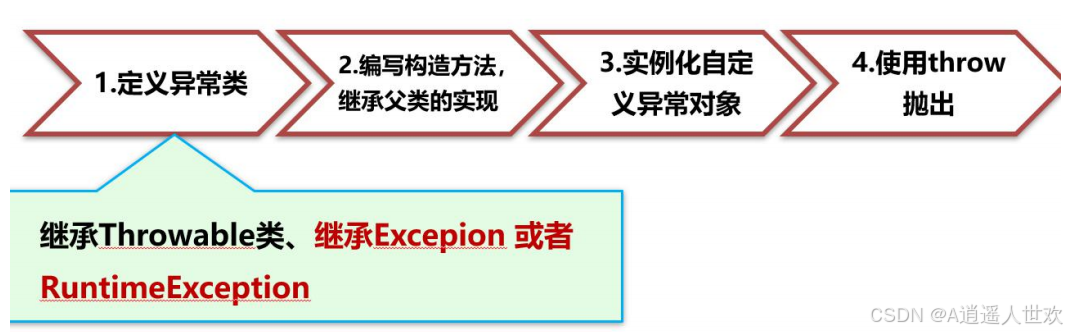 1.定义异常类
2.编写构造方法，
继承父类的实现
3.实例化自定
义异常对象
4.使用throw
抛出
继承Throwable类、继承Excepion 或者
RuntimeException
CSDN @A逍遥人世欢